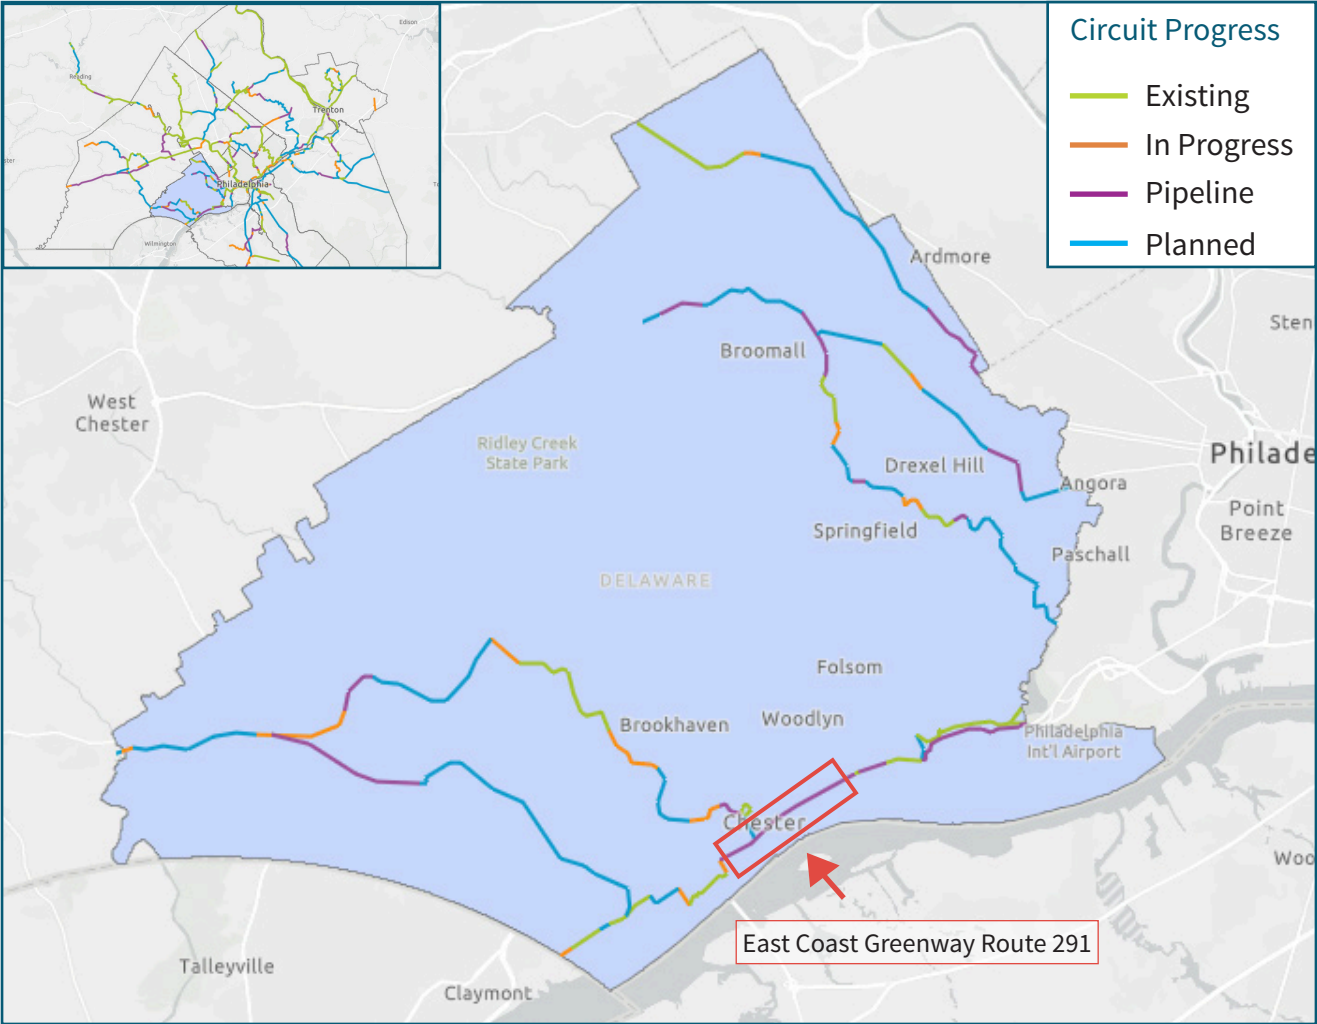 Edison
Reading
Trenton
Philadelphia
Wilmington
Circuit Progress
Existing
In Progress
Pipeline
Planned
Ardmore
Sten
Broomall
West
Chester
Ridley Creek
State Park
Philade
Drexel Hill
Angora
Point
Breeze
Springfield
Paschall
DELAWARE
Folsom
Brookhaven
Woodlyn
Philadelphia
Int'l Airport
Chester
Woo
East Coast Greenway Route 291
Talleyville
Claymont